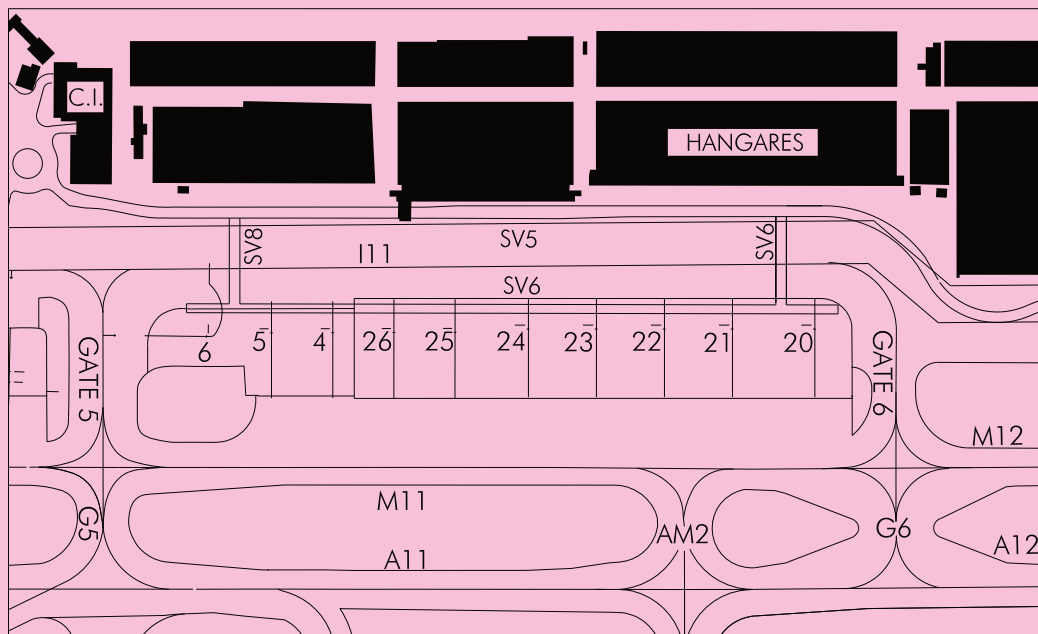 C.I.
HANGARES
SV8
SV5
SV6
I11
SV6
6
5
4
26
25
24
23
22
21
20
GATE 5
GATE 6
M12
M11
G5
AM2
G6
A12
A11